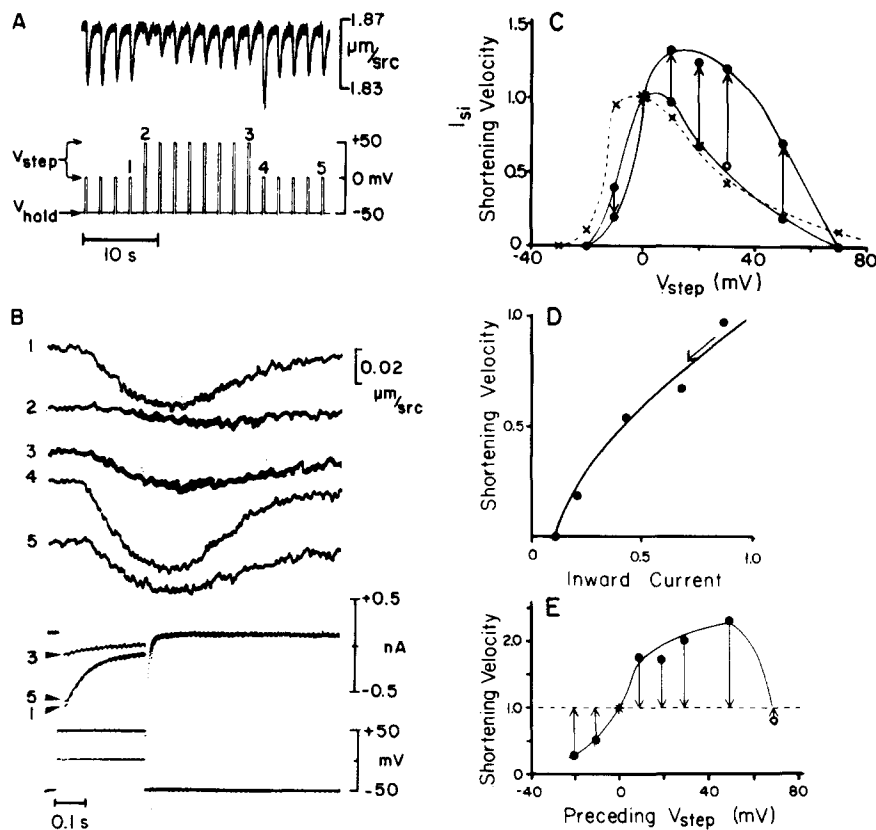 A
1.87
μm/src
1.83
2
3
1
4
5
Vstep
Vhold
+50
0 mV
-50
10 s
B
1
2
3
4
5
0.02
μm/src
+0.5
nA
-0.5
3
5
1
+50
mV
-50
0.1 s
C
Isi
Shortening Velocity
1.5
1.0
0.5
0
-40
0
40
80
Vstep (mV)
D
Shortening Velocity
1.0
0.5
0
0.5
1.0
Inward Current
E
Shortening Velocity
2.0
1.0
0
-40
0
40
80
Preceding Vstep (mV)